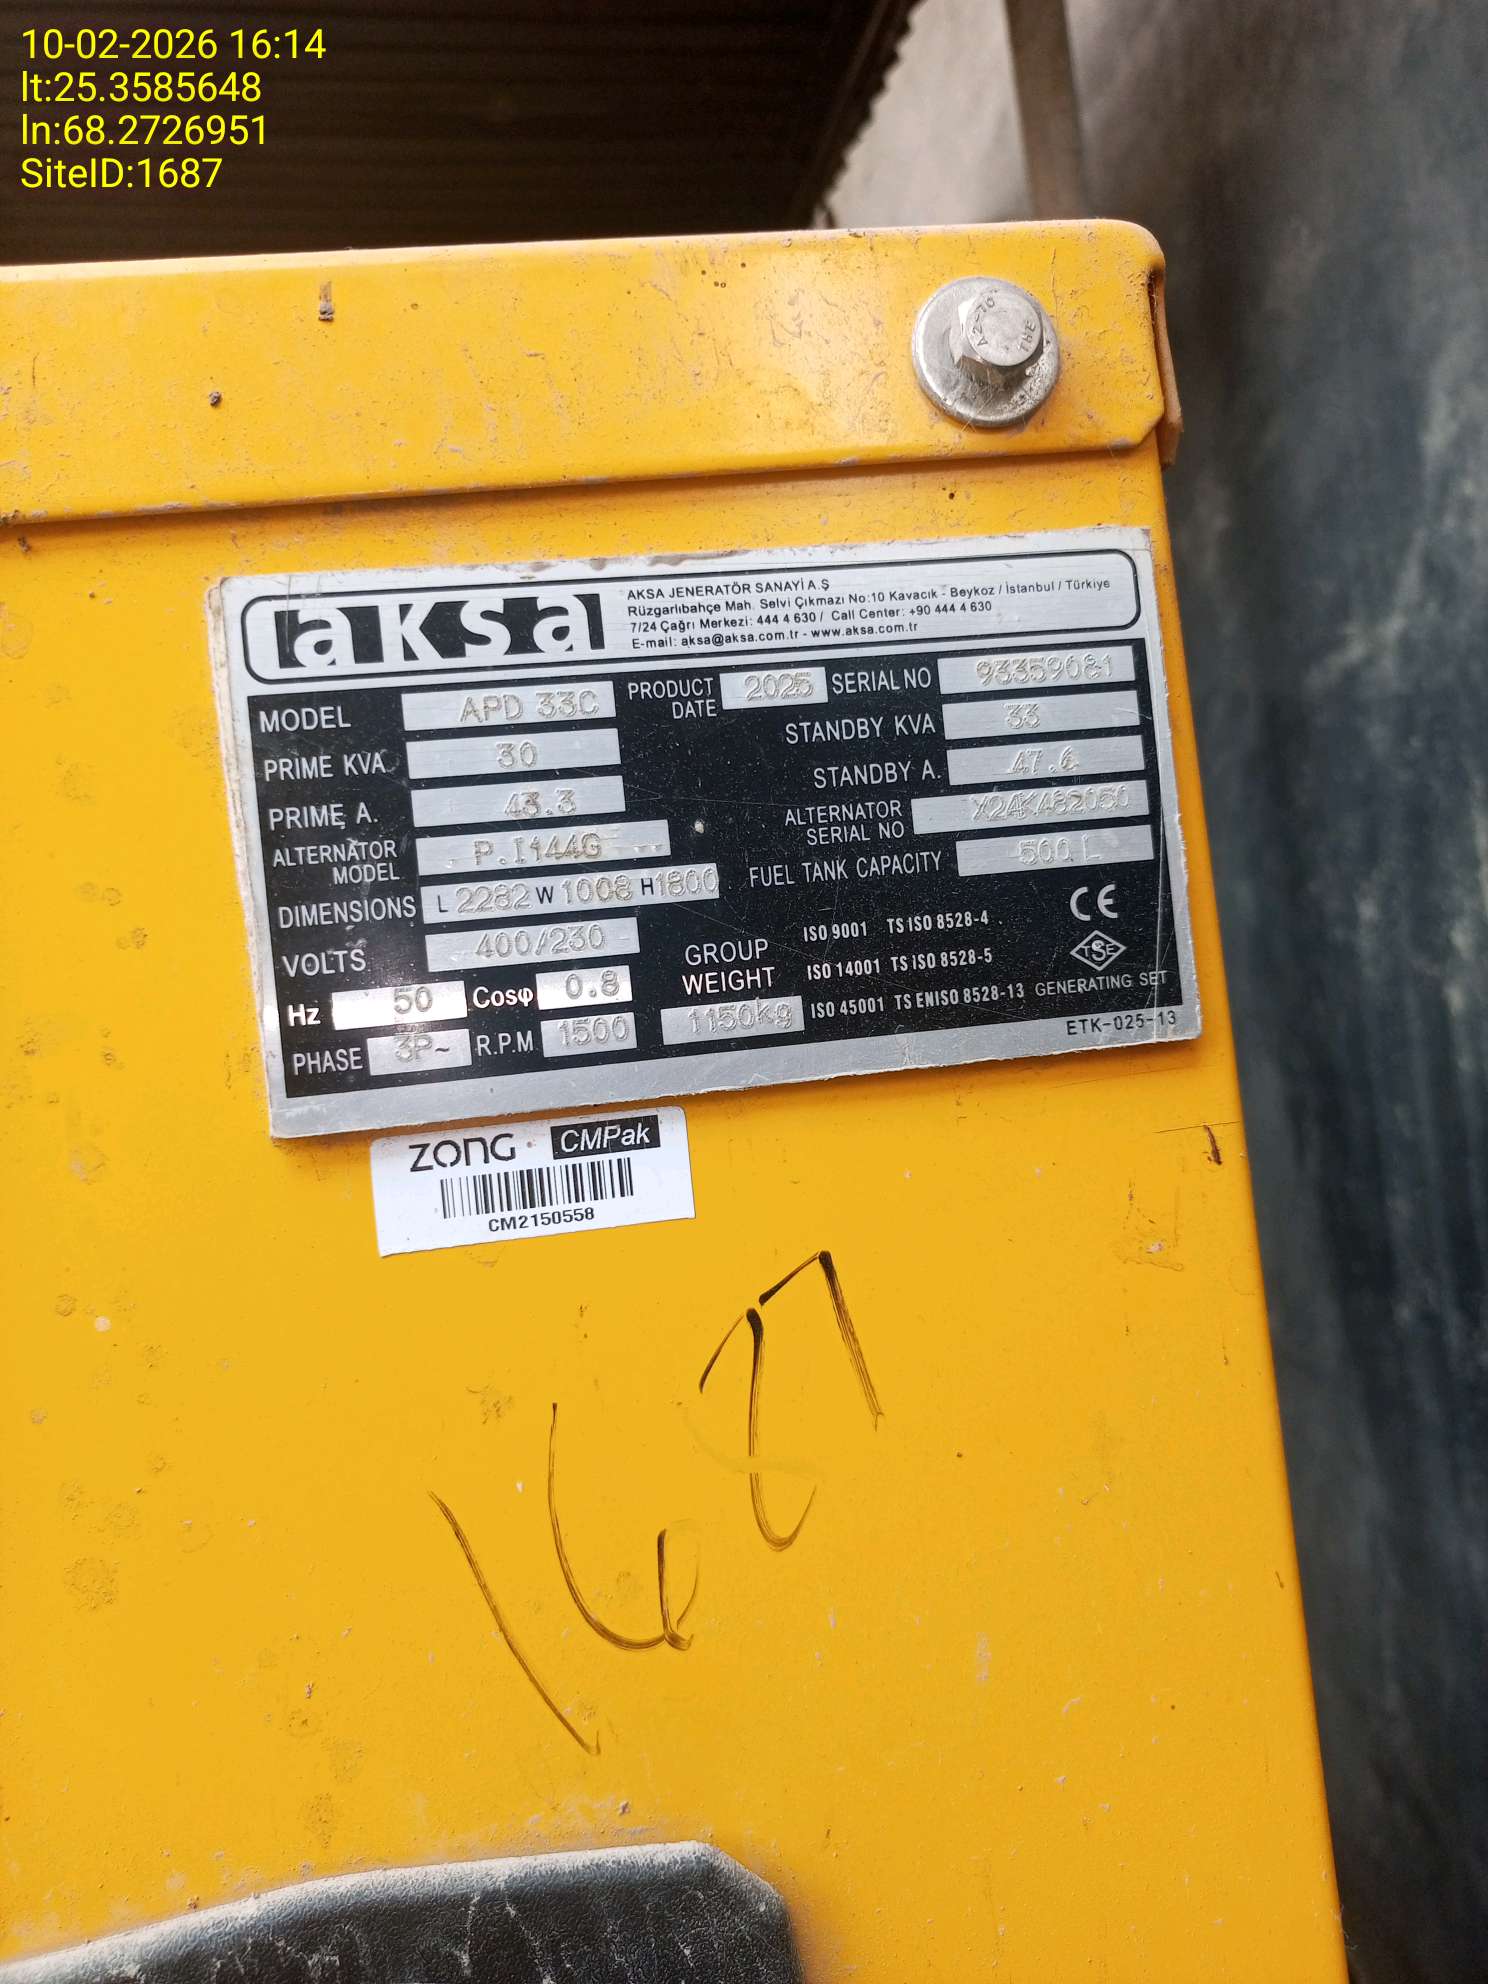 10-02-2026 16:14
lt:25.3585648
ln:68.2726951
SiteID:1687
A2-70
THE
aksa
AKSA JENERATÖR SANAYİ A.Ş
Rüzgarlıbahçe Mah. Selvi Çıkmazı No:10 Kavacık - Beykoz / İstanbul / Türkiye
7/24 Çağrı Merkezi: 444 4 630 / Call Center: +90 444 4 630
E-mail: aksa@aksa.com.tr - www.aksa.com.tr
MODEL APD 33C
PRODUCT DATE 2025
SERIAL NO 93359081
PRIME KVA 30
STANDBY KVA 33
PRIME A. 43.3
STANDBY A. 47.6
ALTERNATOR MODEL P.I144G
ALTERNATOR SERIAL NO X24K482050
DIMENSIONS L 2282 W 1008 H 1800
FUEL TANK CAPACITY 500 L
VOLTS 400/230
Hz 50 Cosφ 0.8
PHASE 3P~ R.P.M 1500
GROUP WEIGHT 1150kg
ISO 9001 TS ISO 8528-4
ISO 14001 TS ISO 8528-5
ISO 45001 TS EN ISO 8528-13
CE
TSE
GENERATING SET
ETK-025-13
ZONG CMPak
CM2150558
1687